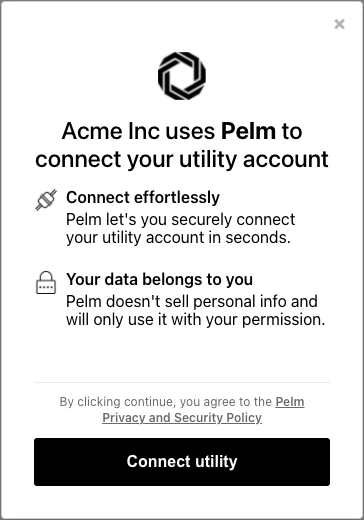 Acme Inc uses Pelm to
connect your utility account
Connect effortlessly
Pelm let's you securely connect
your utility account in seconds.
Your data belongs to you
Pelm doesn't sell personal info and
will only use it with your permission.
By clicking continue, you agree to the Pelm
Privacy and Security Policy
Connect utility